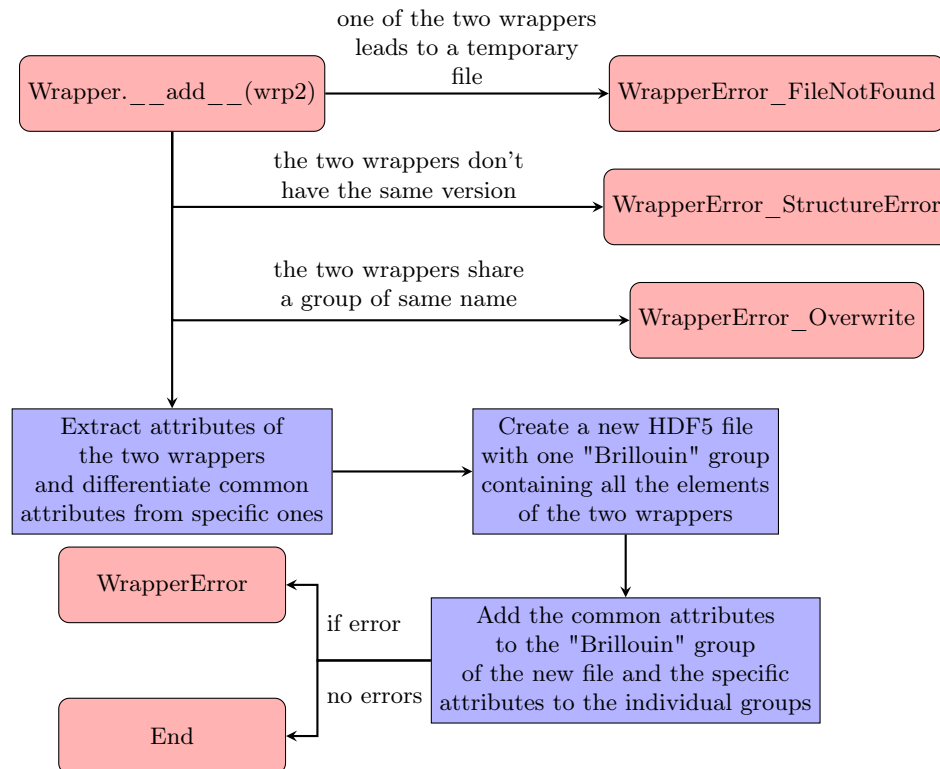 one of the two wrappers
leads to a temporary
file
Wrapper.__add__(wrp2)
WrapperError_FileNotFound
the two wrappers don't
have the same version
WrapperError_StructureError
the two wrappers share
a group of same name
WrapperError_Overwrite
Extract attributes of
the two wrappers
and differentiate common
attributes from specific ones
Create a new HDF5 file
with one "Brillouin" group
containing all the elements
of the two wrappers
WrapperError
if error
Add the common attributes
to the "Brillouin" group
of the new file and the specific
attributes to the individual groups
no errors
End